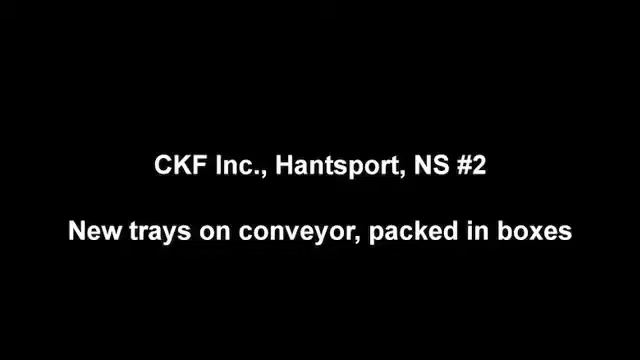 CKF Inc., Hantsport, NS #2
New trays on conveyor, packed in boxes